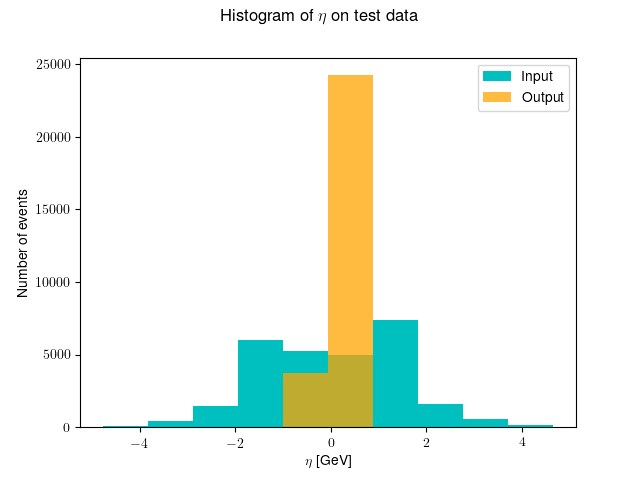 Histogram of η on test data
25000
20000
15000
10000
5000
0
Number of events
Input
Output
−4
−2
0
2
4
η [GeV]